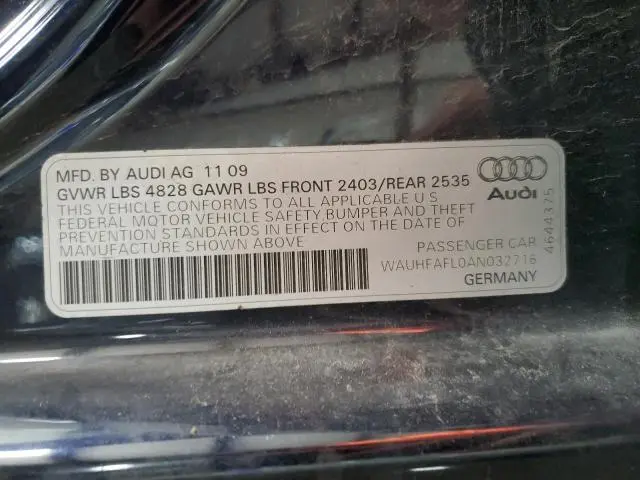 MFD. BY AUDI AG 11 09
GVWR LBS 4828 GAWR LBS FRONT 2403/REAR 2535
THIS VEHICLE CONFORMS TO ALL APPLICABLE U S
FEDERAL MOTOR VEHICLE SAFETY,BUMPER AND THEFT
PREVENTION STANDARDS IN EFFECT ON THE DATE OF
MANUFACTURE SHOWN ABOVE
PASSENGER CAR
WAUHFAFL0AN032716
GERMANY
Audi
4644375